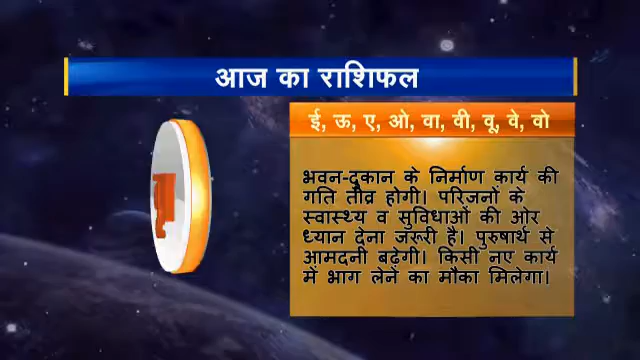 आज का राशिफल
ई, ऊ, ए, ओ, वा, वी, वू, वे, वो
भवन-दुकान के निर्माण कार्य की
गति तीव्र होगी। परिजनों के
स्वास्थ्य व सुविधाओं की ओर
ध्यान देना जरूरी है। पुरुषार्थ से
आमदनी बढ़ेगी। किसी नए कार्य
में भाग लेने का मौका मिलेगा।